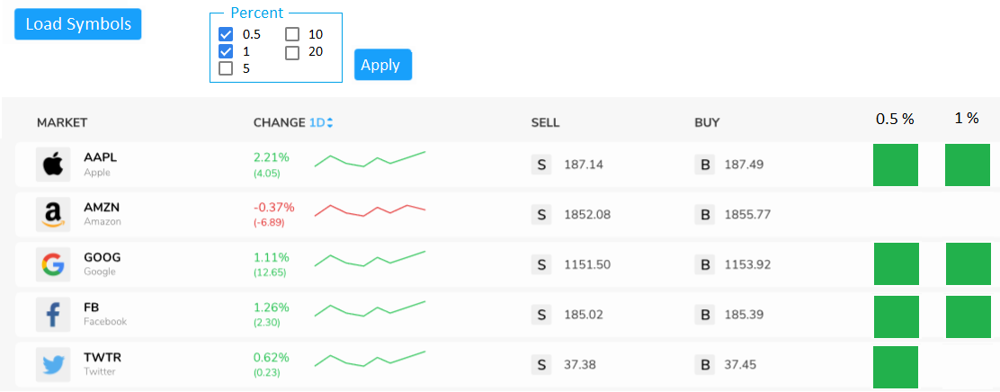 Load Symbols
Percent
0.5 10
1 20
5
Apply
MARKET CHANGE 1D SELL BUY 0.5 % 1 %
AAPL 2.21% S 187.14 B 187.49
Apple (4.05)
AMZN -0.37% S 1852.08 B 1855.77
Amazon (-6.89)
GOOG 1.11% S 1151.50 B 1153.92
Google (12.65)
FB 1.26% S 185.02 B 185.39
Facebook (2.30)
TWTR 0.62% S 37.38 B 37.45
Twitter (0.23)